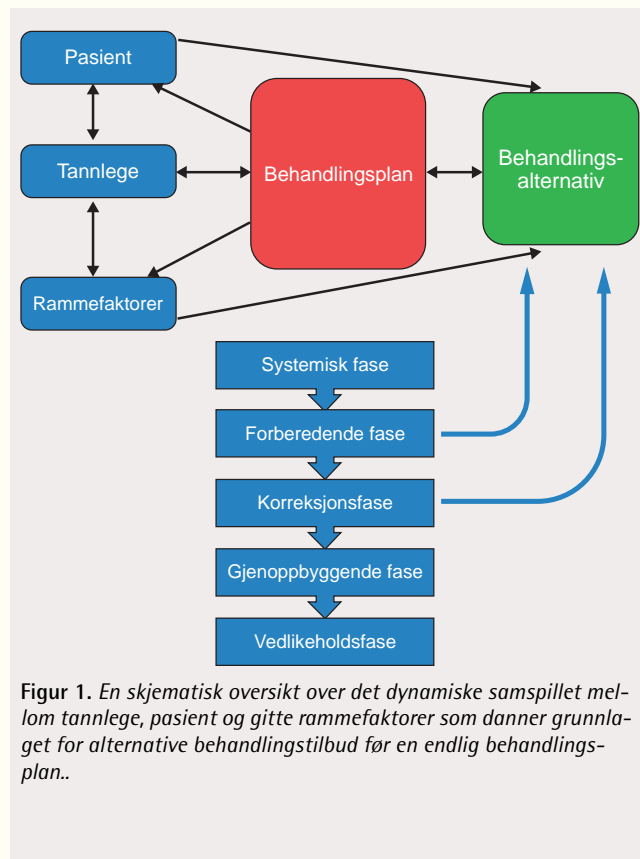 Pasient
Tannlege
Rammefaktorer
Behandlingsplan
Behandlings-
alternativ
Systemisk fase
Forberedende fase
Korreksjonsfase
Gjenoppbyggende fase
Vedlikeholdsfase
Figur 1. En skjematisk oversikt over det dynamiske samspillet mel-
lom tannlege, pasient og gitte rammefaktorer som danner grunnla-
get for alternative behandlingstilbud før en endlig behandlings-
plan..